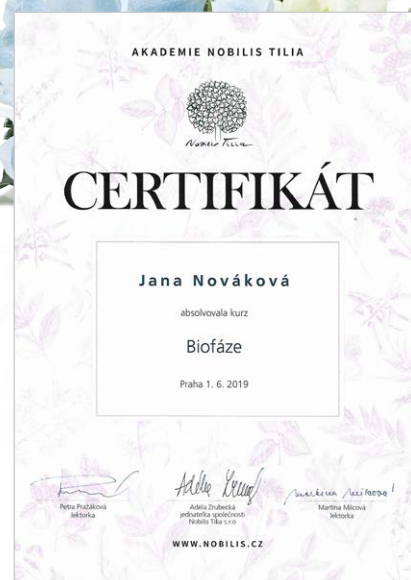 AKADEMIE NOBILIS TILIA
Nobilis Tilia
CERTIFIKÁT
Jana Nováková
absolvovala kurz
Biofáze
Praha 1. 6. 2019
Petra Pražáková
lektorka
Adéla Zrubecká
jednatelka společnosti
Nobilis Tilia s.r.o
Martina Milcová
lektorka
WWW.NOBILIS.CZ